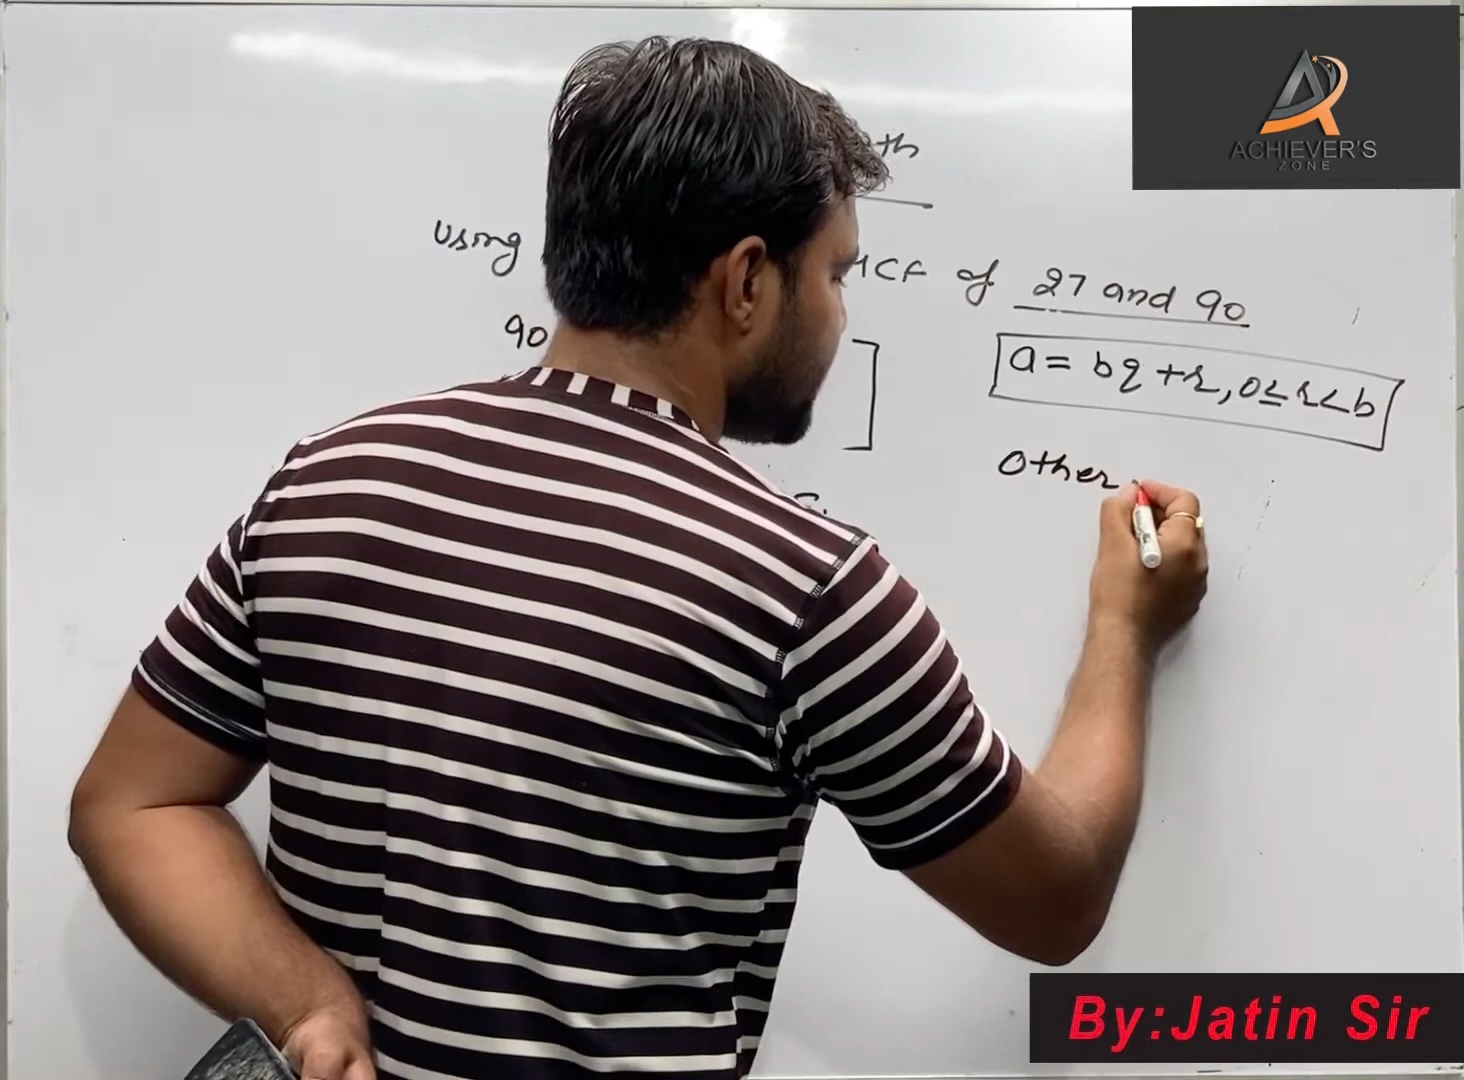 ACHIEVER'S
ZONE
th
Using HCF of 27 and 90
90
a = bq + r, 0 ≤ r < b
Other
By:Jatin Sir